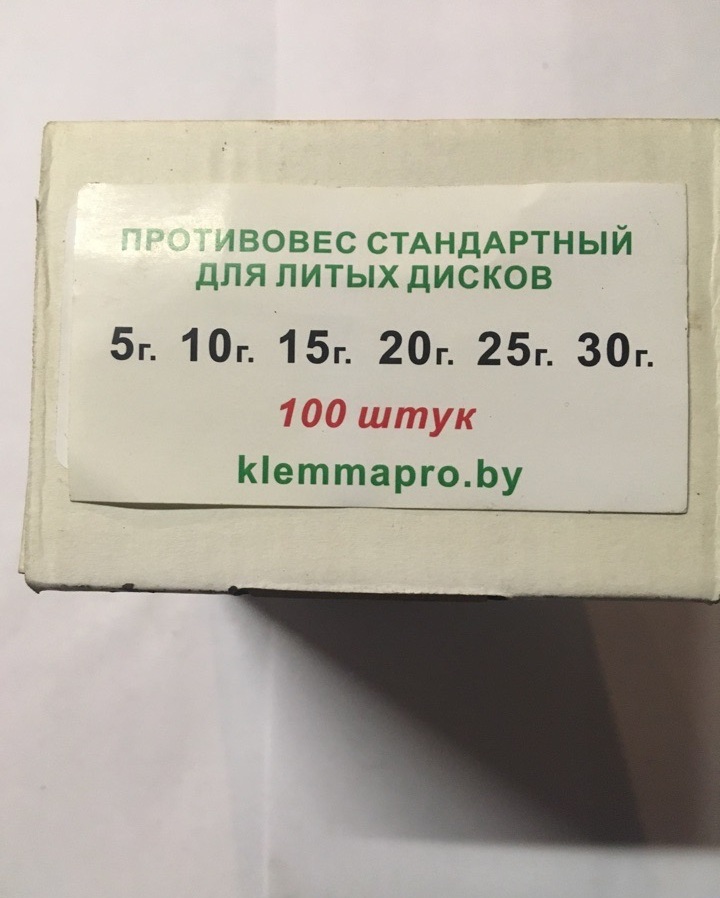 ПРОТИВОВЕС СТАНДАРТНЫЙ
ДЛЯ ЛИТЫХ ДИСКОВ
5г. 10г. 15г. 20г. 25г. 30г.
100 штук
klemmapro.by